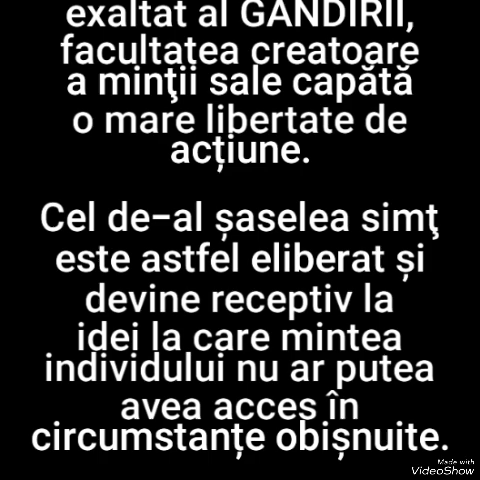 exaltat al GANDIRII,
facultatea creatoare
a minţii sale capătă
o mare libertate de
acțiune.
Cel de-al șaselea simţ
este astfel eliberat și
devine receptiv la
idei la care mintea
individului nu ar putea
avea acces în
circumstanțe obișnuite.
Made with
VideoShow